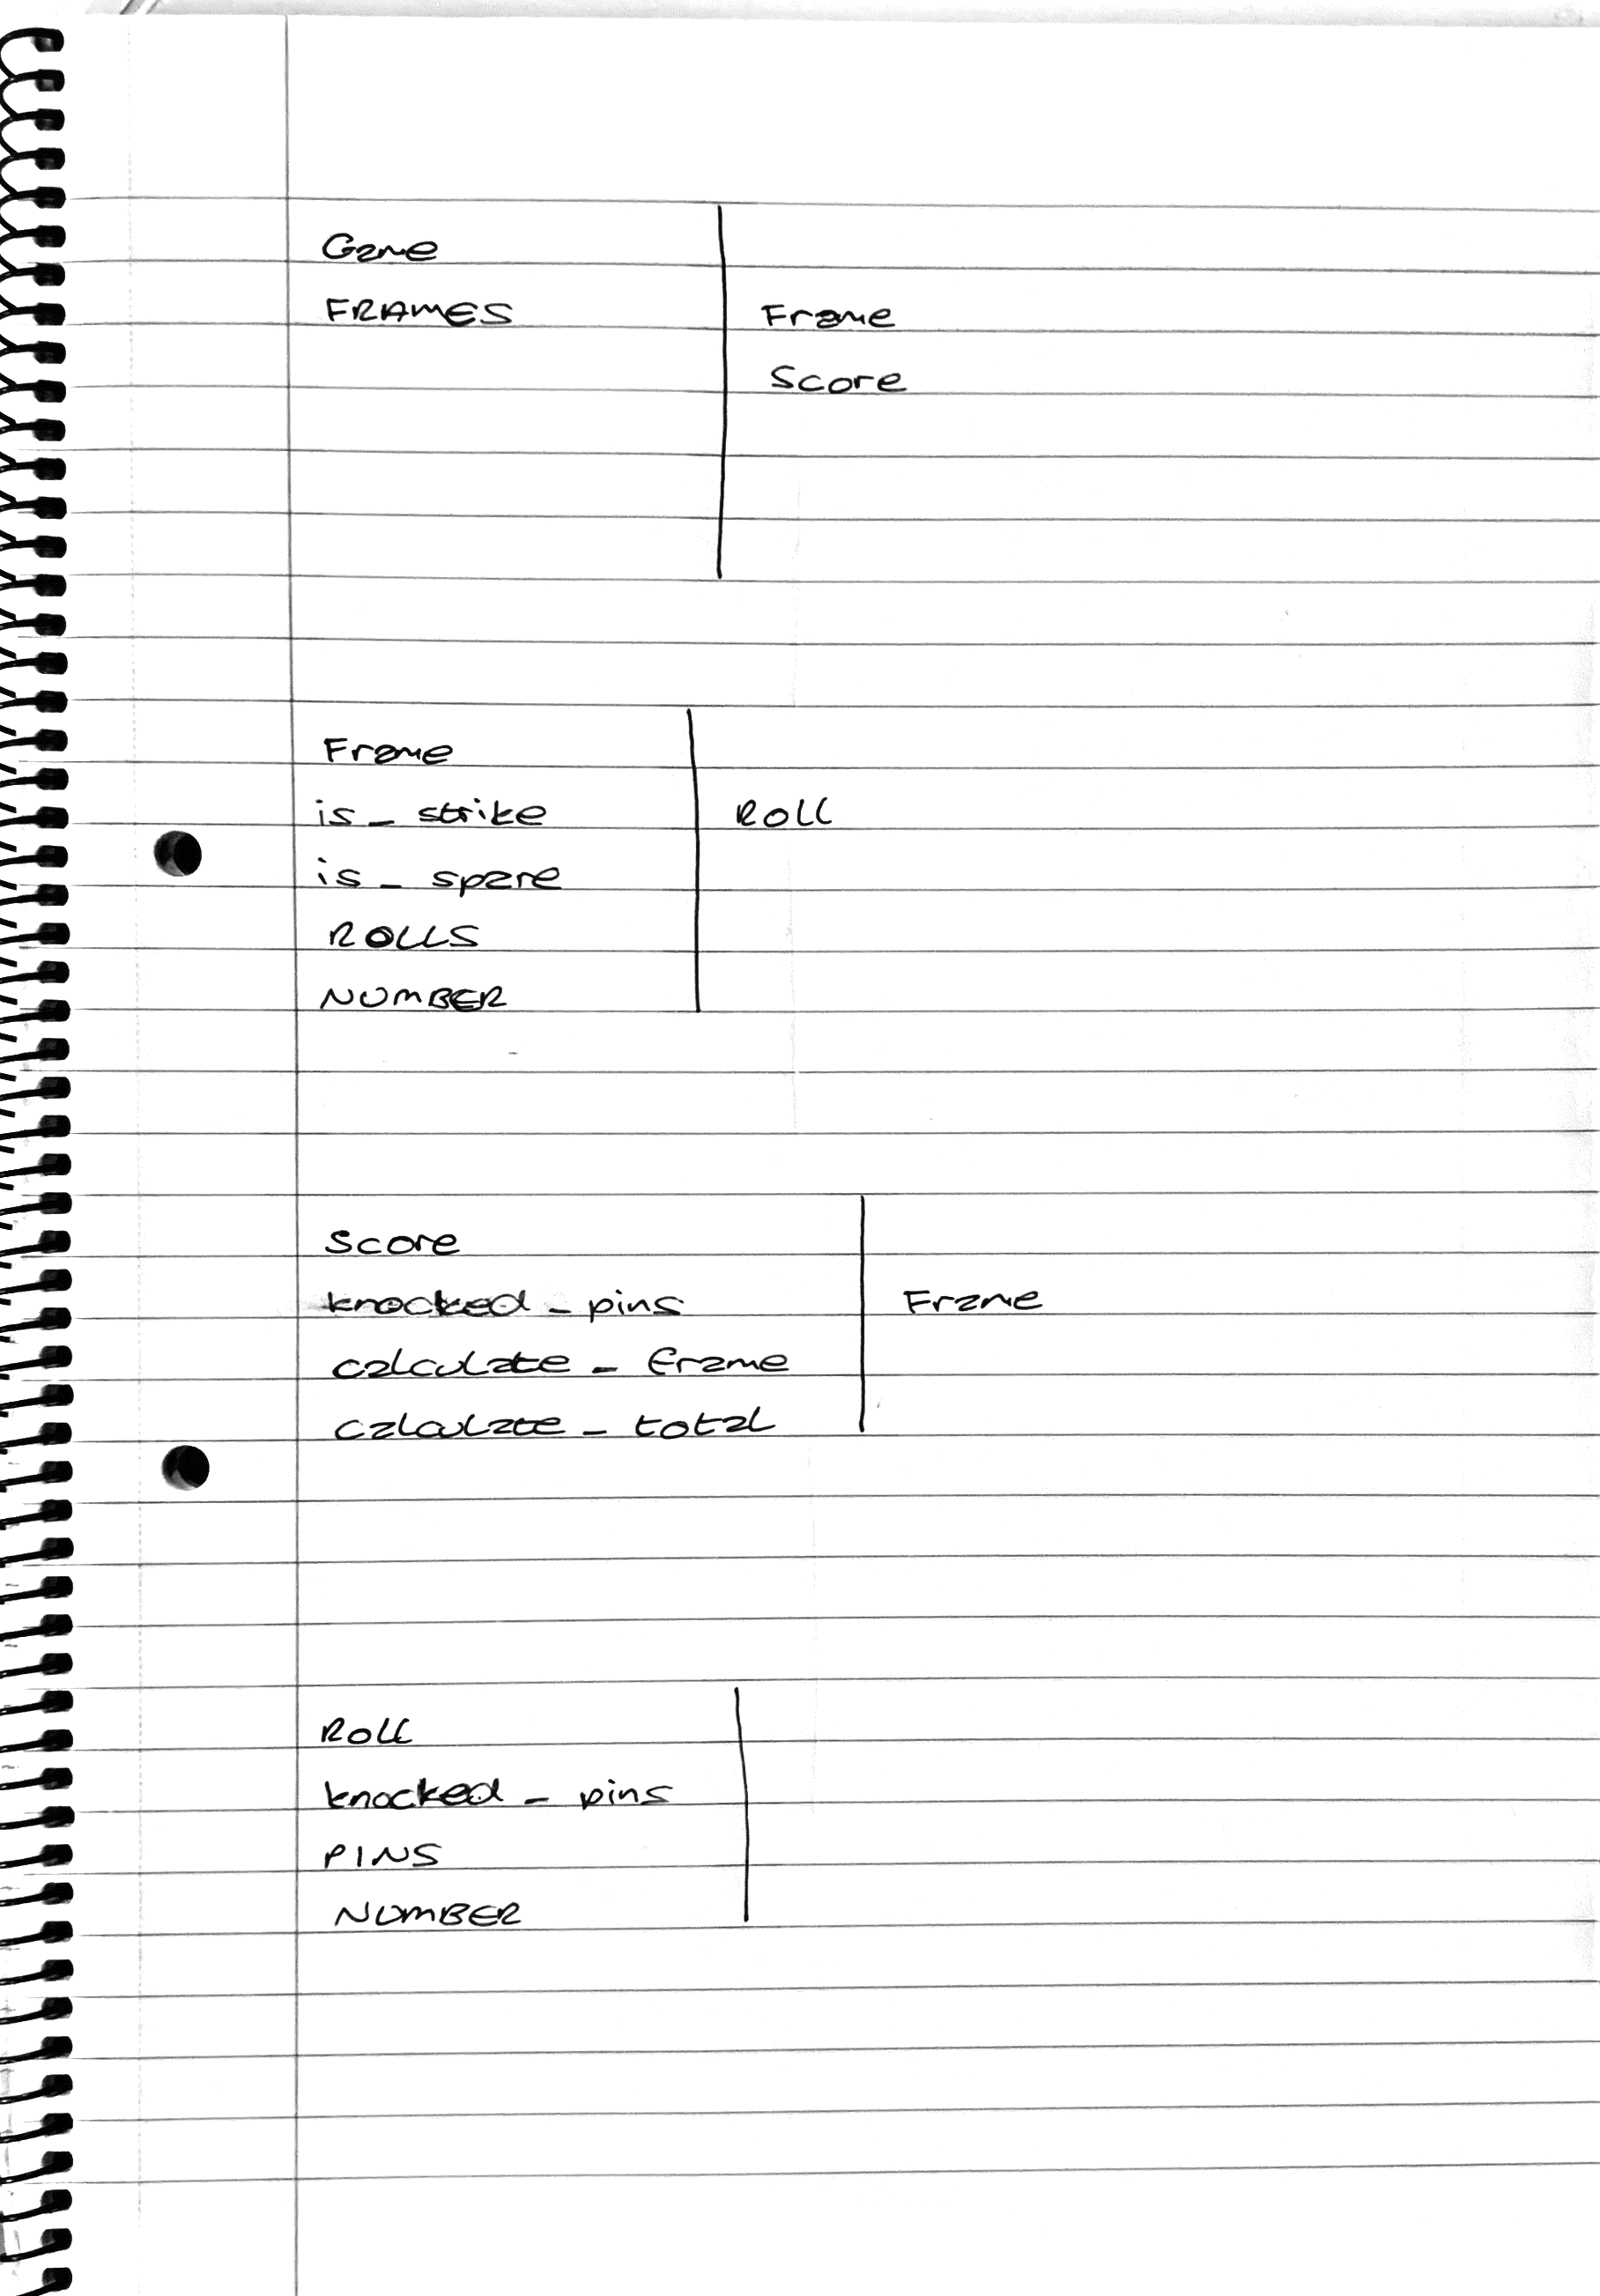 Game
FRAMES Frame
Score
Frame
is_strike Roll
is_spare
ROLLS
NUMBER
Score
knocked_pins Frame
calculate_frame
calculate_total
Roll
knocked_pins
PINS
NUMBER